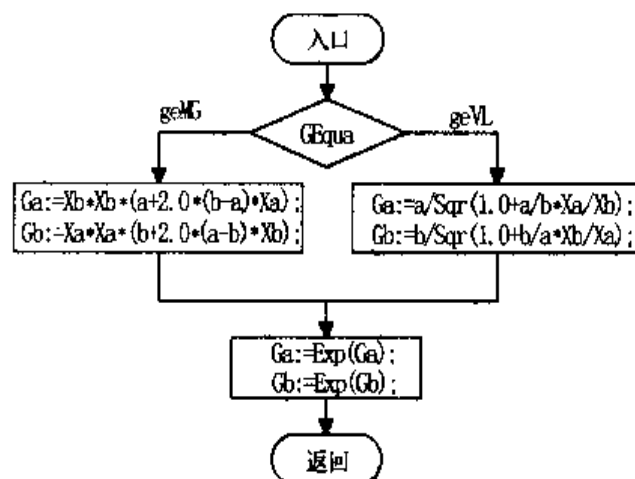 入口
geMG
GEqua
geVL
Ga:=Xb*Xb*(a+2.0*(b-a)*Xa);
Gb:=Xa*Xa*(b+2.0*(a-b)*Xb);
Ga:=a/Sqr(1.0+a/b*Xa/Xb);
Gb:=b/Sqr(1.0+b/a*Xb/Xa);
Ga:=Exp(Ga);
Gb:=Exp(Gb);
返回